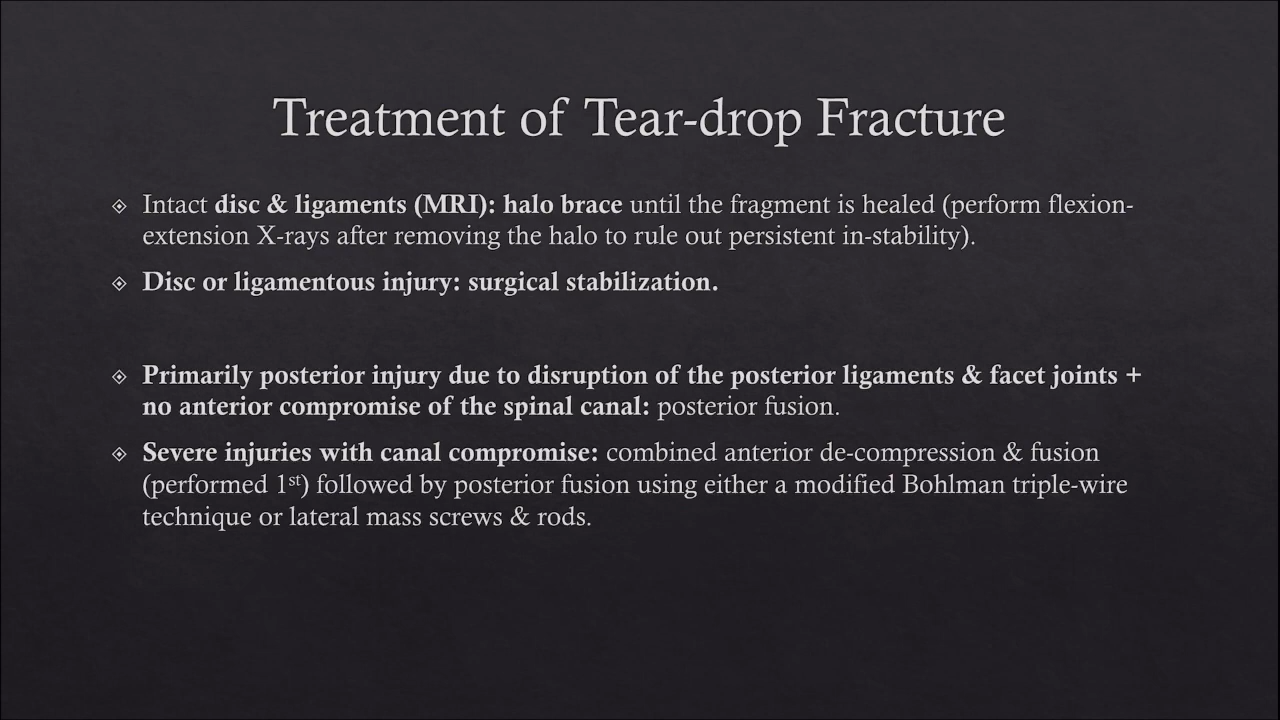 Treatment of Tear-drop Fracture
Intact disc & ligaments (MRI): halo brace until the fragment is healed (perform flexion-
extension X-rays after removing the halo to rule out persistent in-stability).
Disc or ligamentous injury: surgical stabilization.
Primarily posterior injury due to disruption of the posterior ligaments & facet joints +
no anterior compromise of the spinal canal: posterior fusion.
Severe injuries with canal compromise: combined anterior de-compression & fusion
(performed 1st) followed by posterior fusion using either a modified Bohlman triple-wire
technique or lateral mass screws & rods.